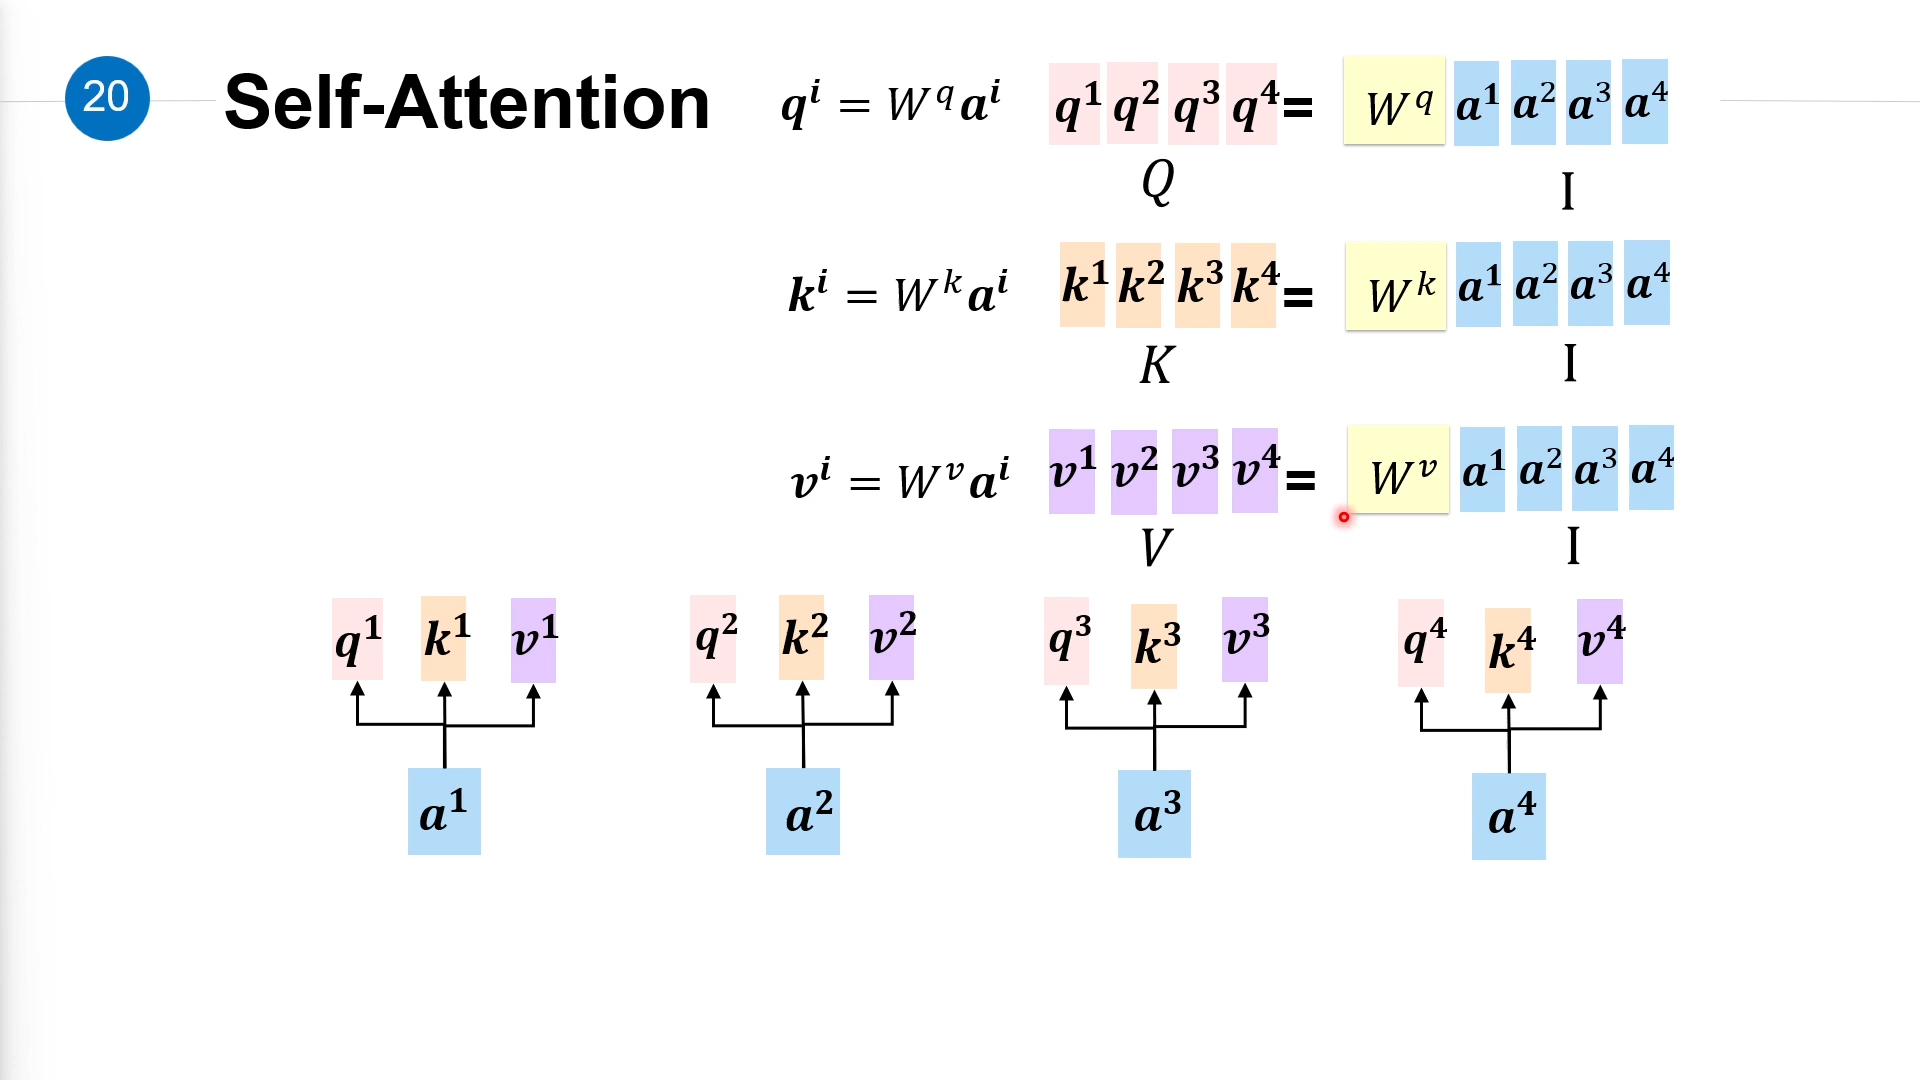 20
Self-Attention
qⁱ = W^q aⁱ
q¹ q² q³ q⁴ = W^q a¹ a² a³ a⁴
Q I
kⁱ = W^k aⁱ
k¹ k² k³ k⁴ = W^k a¹ a² a³ a⁴
K I
vⁱ = W^v aⁱ
v¹ v² v³ v⁴ = W^v a¹ a² a³ a⁴
V I
q¹ k¹ v¹ q² k² v² q³ k³ v³ q⁴ k⁴ v⁴
a¹ a² a³ a⁴